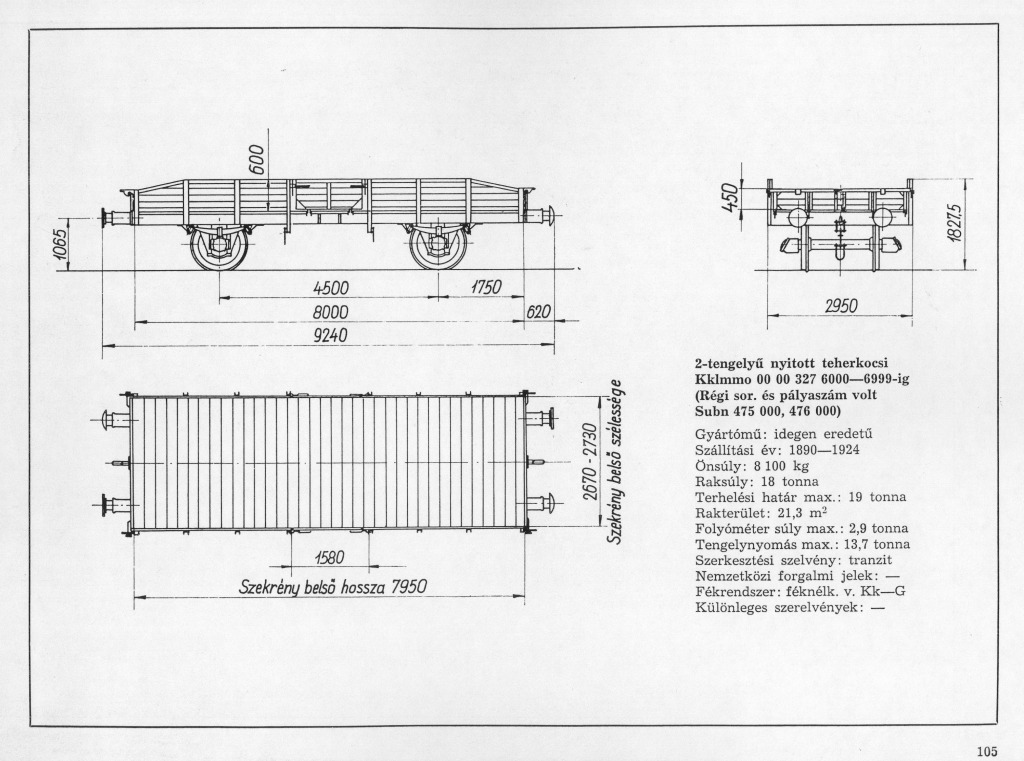 600
1065
4500
1750
8000
620
9240
450
1827,5
2950
2-tengelyű nyitott teherkocsi
Kklmmo 00 00 327 6000—6999-ig
(Régi sor. és pályaszám volt
Subn 475 000, 476 000)
Gyártómű: idegen eredetű
Szállítási év: 1890—1924
Önsúly: 8 100 kg
Raksúly: 18 tonna
Terhelési határ max.: 19 tonna
Rakterület: 21,3 m²
Folyóméter súly max.: 2,9 tonna
Tengelynyomás max.: 13,7 tonna
Szerkesztési szelvény: tranzit
Nemzetközi forgalmi jelek: —
Fékrendszer: féknélk. v. Kk—G
Különleges szerelvények: —
2670 - 2730
Szekrény belső szélessége
1580
Szekrény belső hossza 7950
105